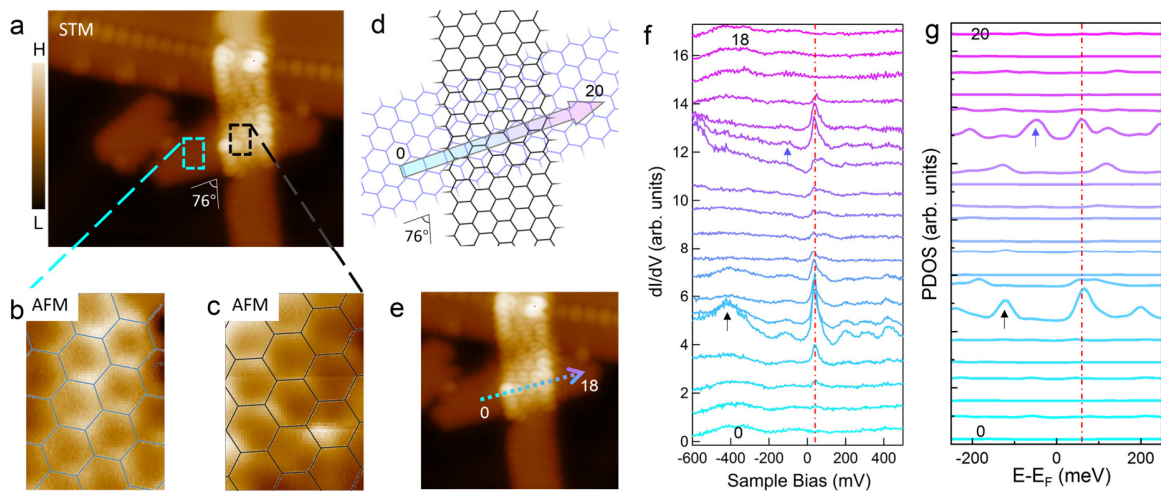 a
STM
H
L
76°
b
AFM
c
AFM
d
0
20
76°
e
0
18
f
18
0
16
14
12
10
8
6
4
2
0
dI/dV (arb. units)
-600 -400 -200 0 200 400
Sample Bias (mV)
g
20
0
PDOS (arb. units)
-200 0 200
E-EF (meV)